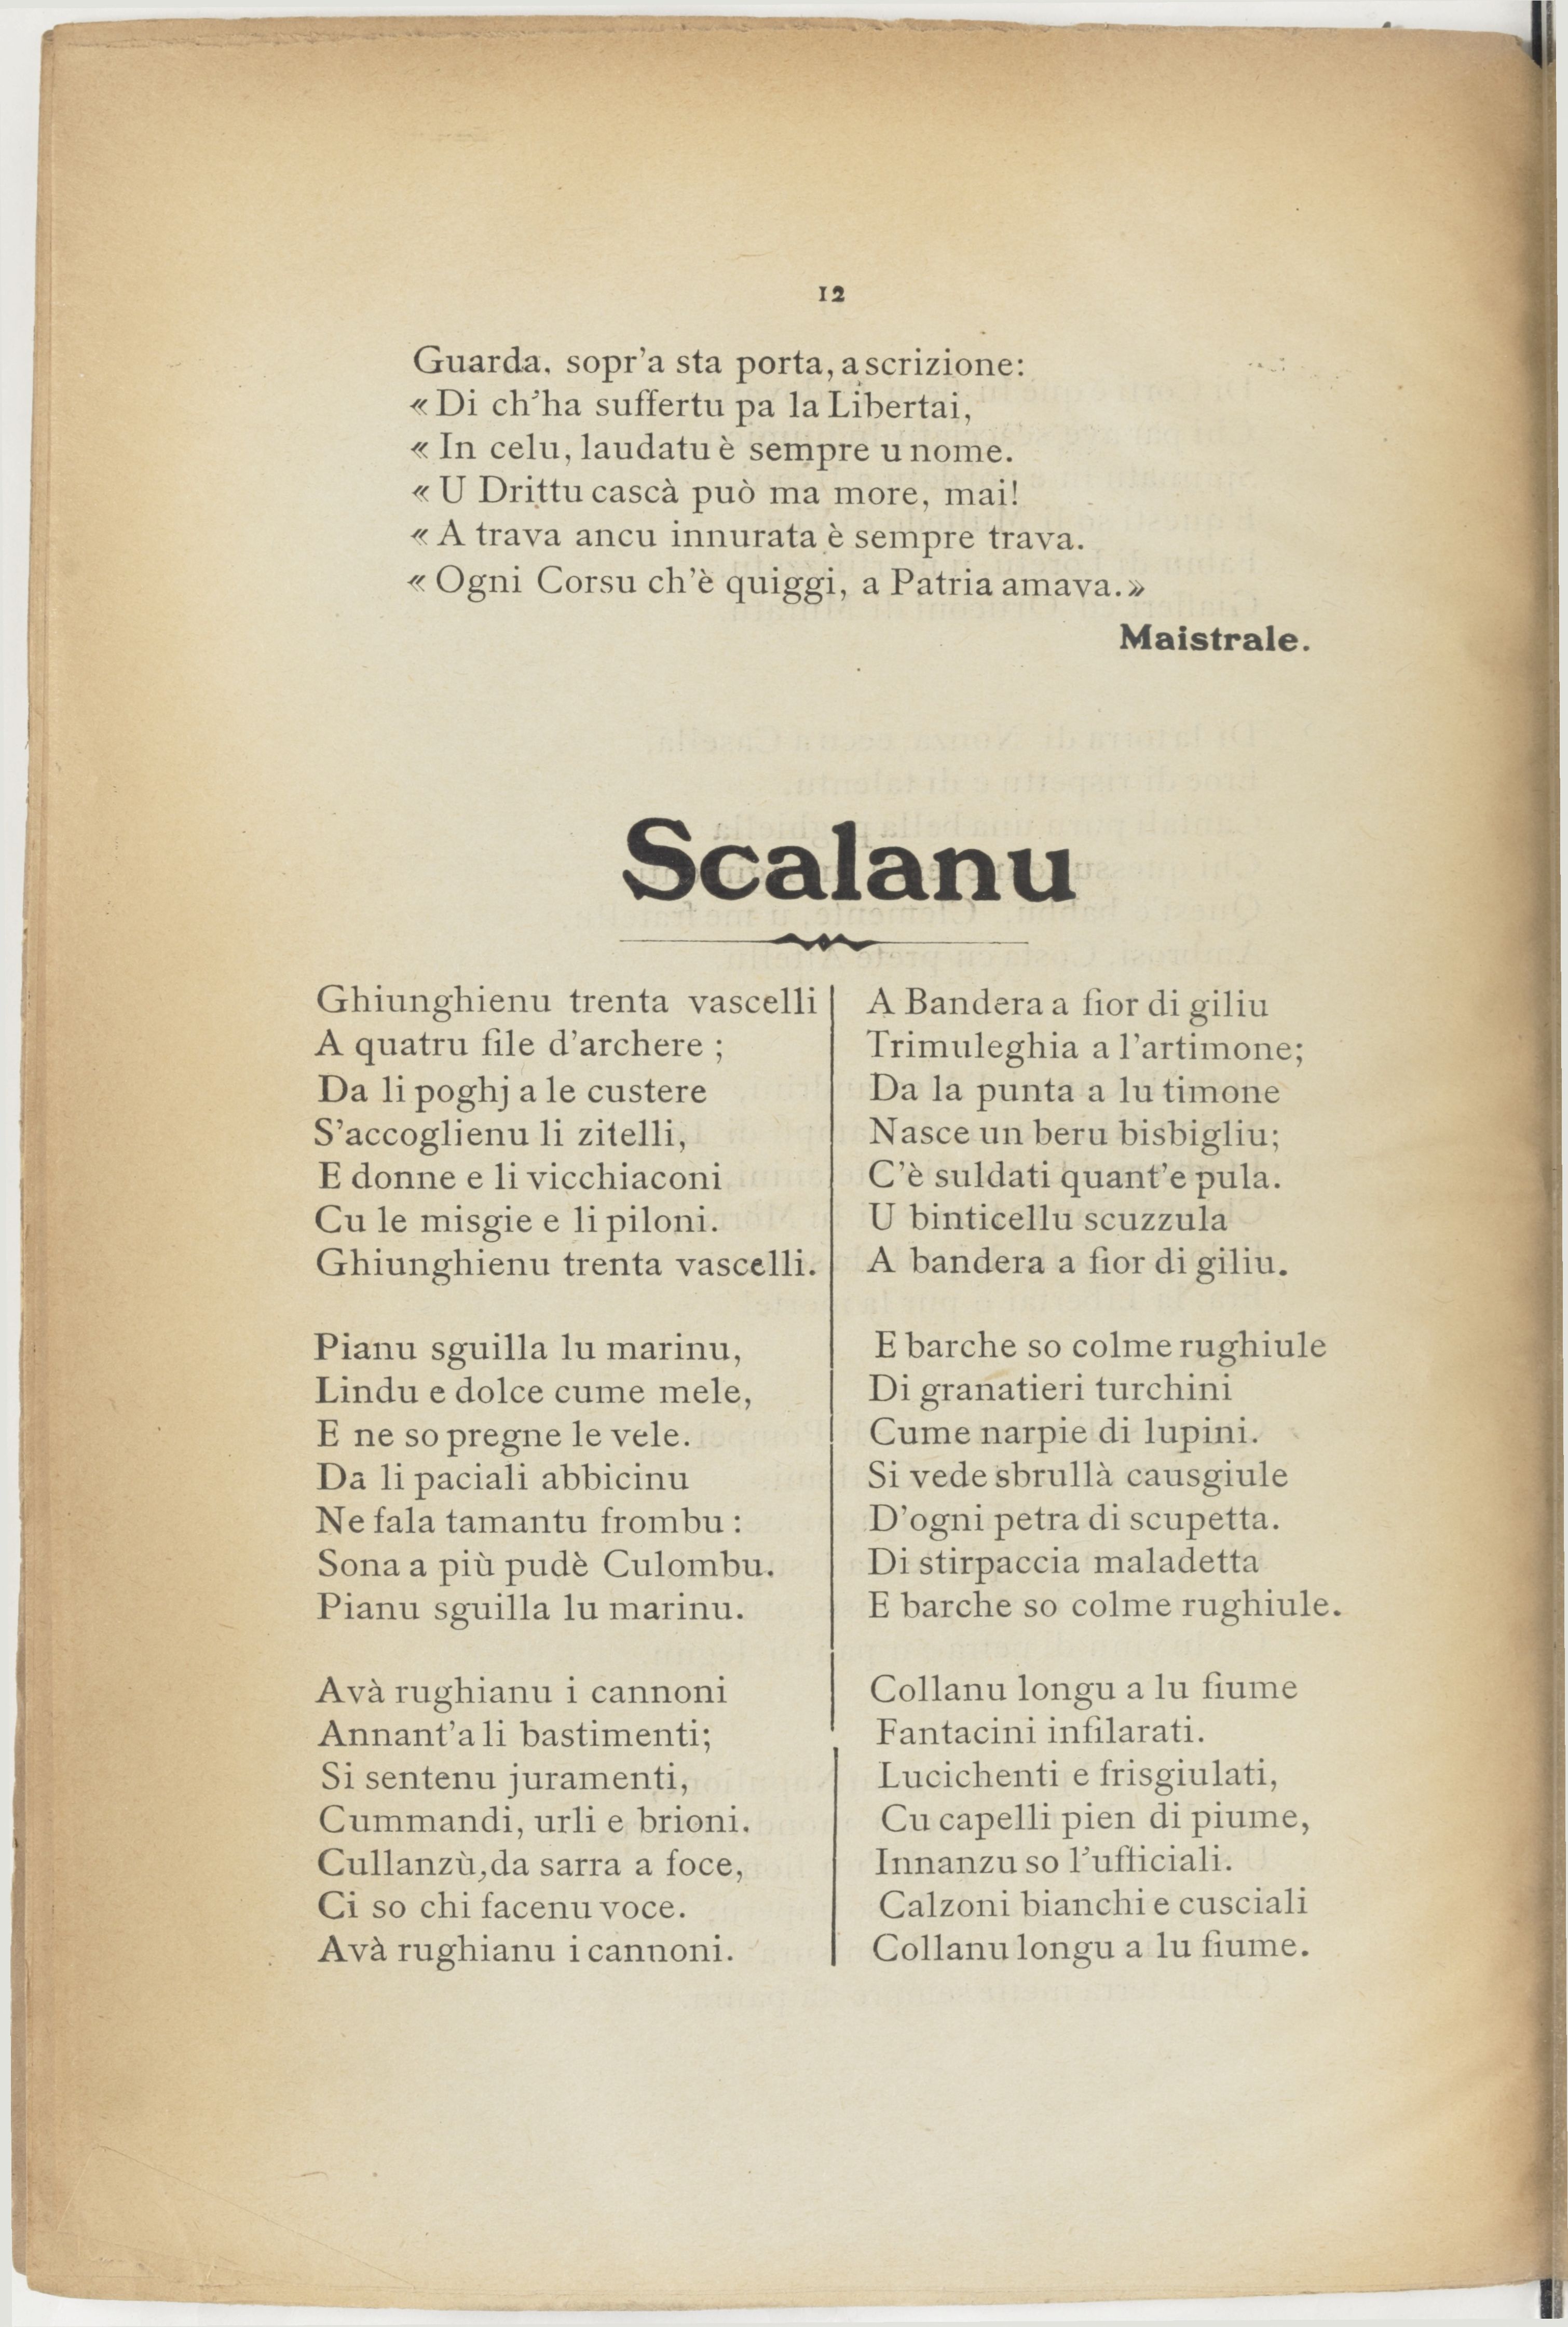 12
Guarda, sopr'a sta porta, a scrizione:
« Di ch'ha suffertu pa la Libertai,
« In celu, laudatu è sempre u nome.
« U Drittu cascà può ma more, mai!
« A trava ancu innurata è sempre trava.
« Ogni Corsu ch'è quiggi, a Patria amava. »
Maistrale.
Scalanu
Ghiunghienu trenta vascelli
A quatru file d'archere ;
Da li poghj a le custere
S'accoglienu li zitelli,
E donne e li vicchiaconi
Cu le misgie e li piloni.
Ghiunghienu trenta vascelli.
Pianu sguilla lu marinu,
Lindu e dolce cume mele,
E ne so pregne le vele.
Da li paciali abbicinu
Ne fala tamantu frombu :
Sona a più pudè Culombu.
Pianu sguilla lu marinu.
Avà rughianu i cannoni
Annant'a li bastimenti;
Si sentenu juramenti,
Cummandi, urli e brioni.
Cullanzù, da sarra a foce,
Ci so chi facenu voce.
Avà rughianu i cannoni.
A Bandera a fior di giliu
Trimuleghia a l'artimone;
Da la punta a lu timone
Nasce un beru bisbigliu;
C'è suldati quant'e pula.
U binticellu scuzzula
A bandera a fior di giliu.
E barche so colme rughiule
Di granatieri turchini
Cume narpie di lupini.
Si vede sbrullà causgiule
D'ogni petra di scupetta.
Di stirpaccia maladetta
E barche so colme rughiule.
Collanu longu a lu fiume
Fantacini infilarati.
Lucichenti e frisgiulati,
Cu capelli pien di piume,
Innanzu so l'ufficiali.
Calzoni bianchi e cusciali
Collanu longu a lu fiume.